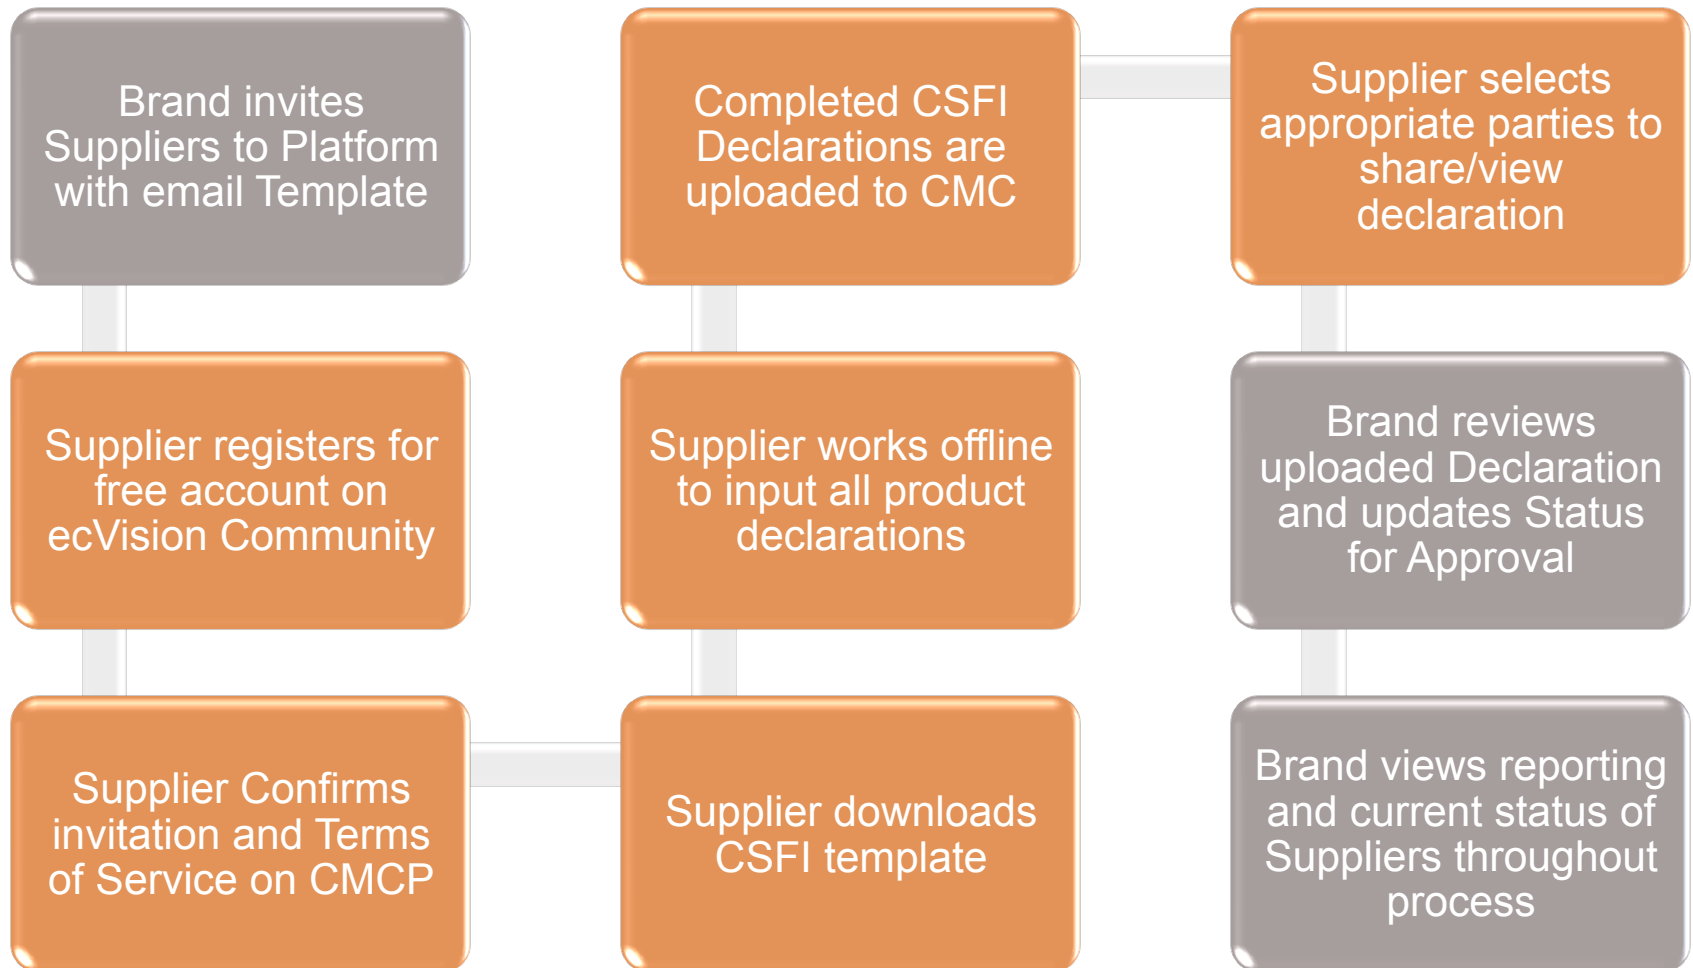 Brand invites
Suppliers to Platform
with email Template
Supplier registers for
free account on
ecVision Community
Supplier Confirms
invitation and Terms
of Service on CMCP
Supplier downloads
CSFI template
Supplier works offline
to input all product
declarations
Completed CSFI
Declarations are
uploaded to CMC
Supplier selects
appropriate parties to
share/view
declaration
Brand reviews
uploaded Declaration
and updates Status
for Approval
Brand views reporting
and current status of
Suppliers throughout
process